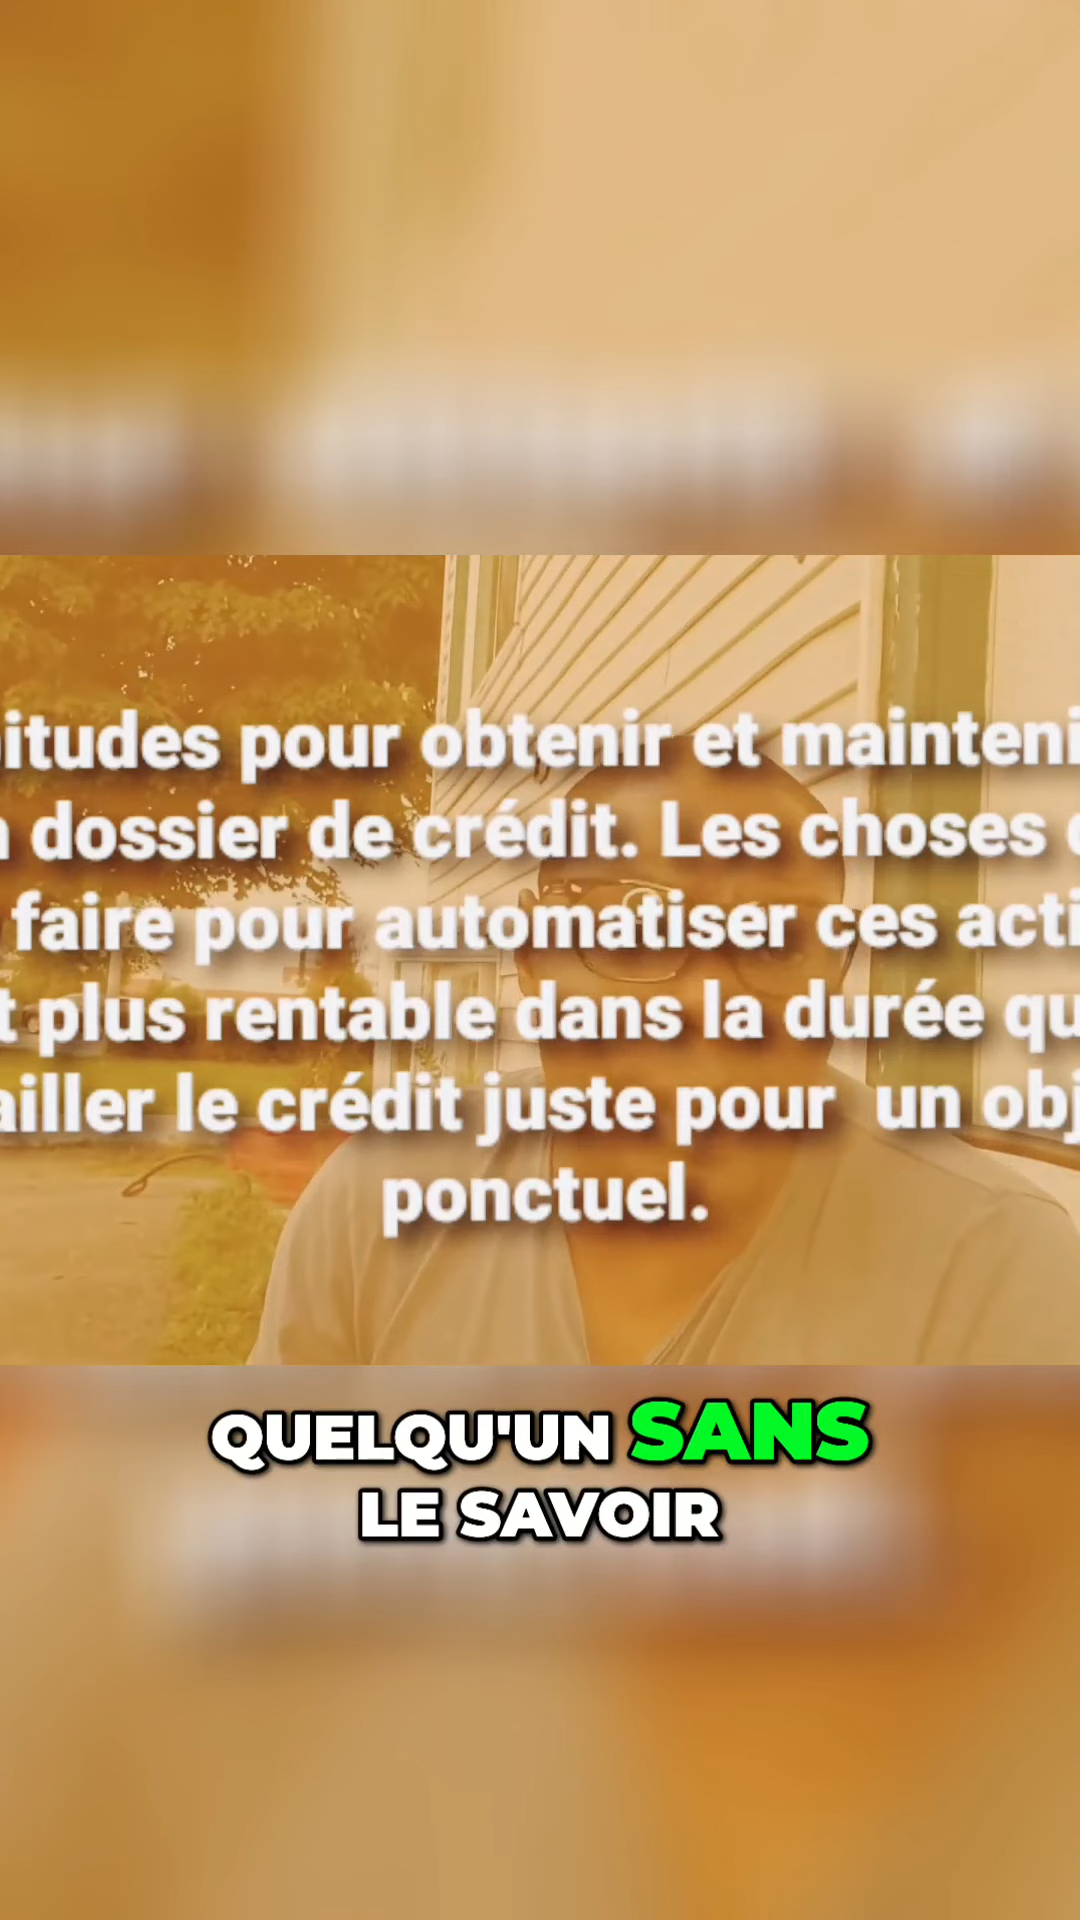 itudes pour obtenir et mainteni
dossier de crédit. Les choses
faire pour automatiser ces acti
t plus rentable dans la durée qu
ailler le crédit juste pour un obj
ponctuel.
QUELQU'UN SANS
LE SAVOIR